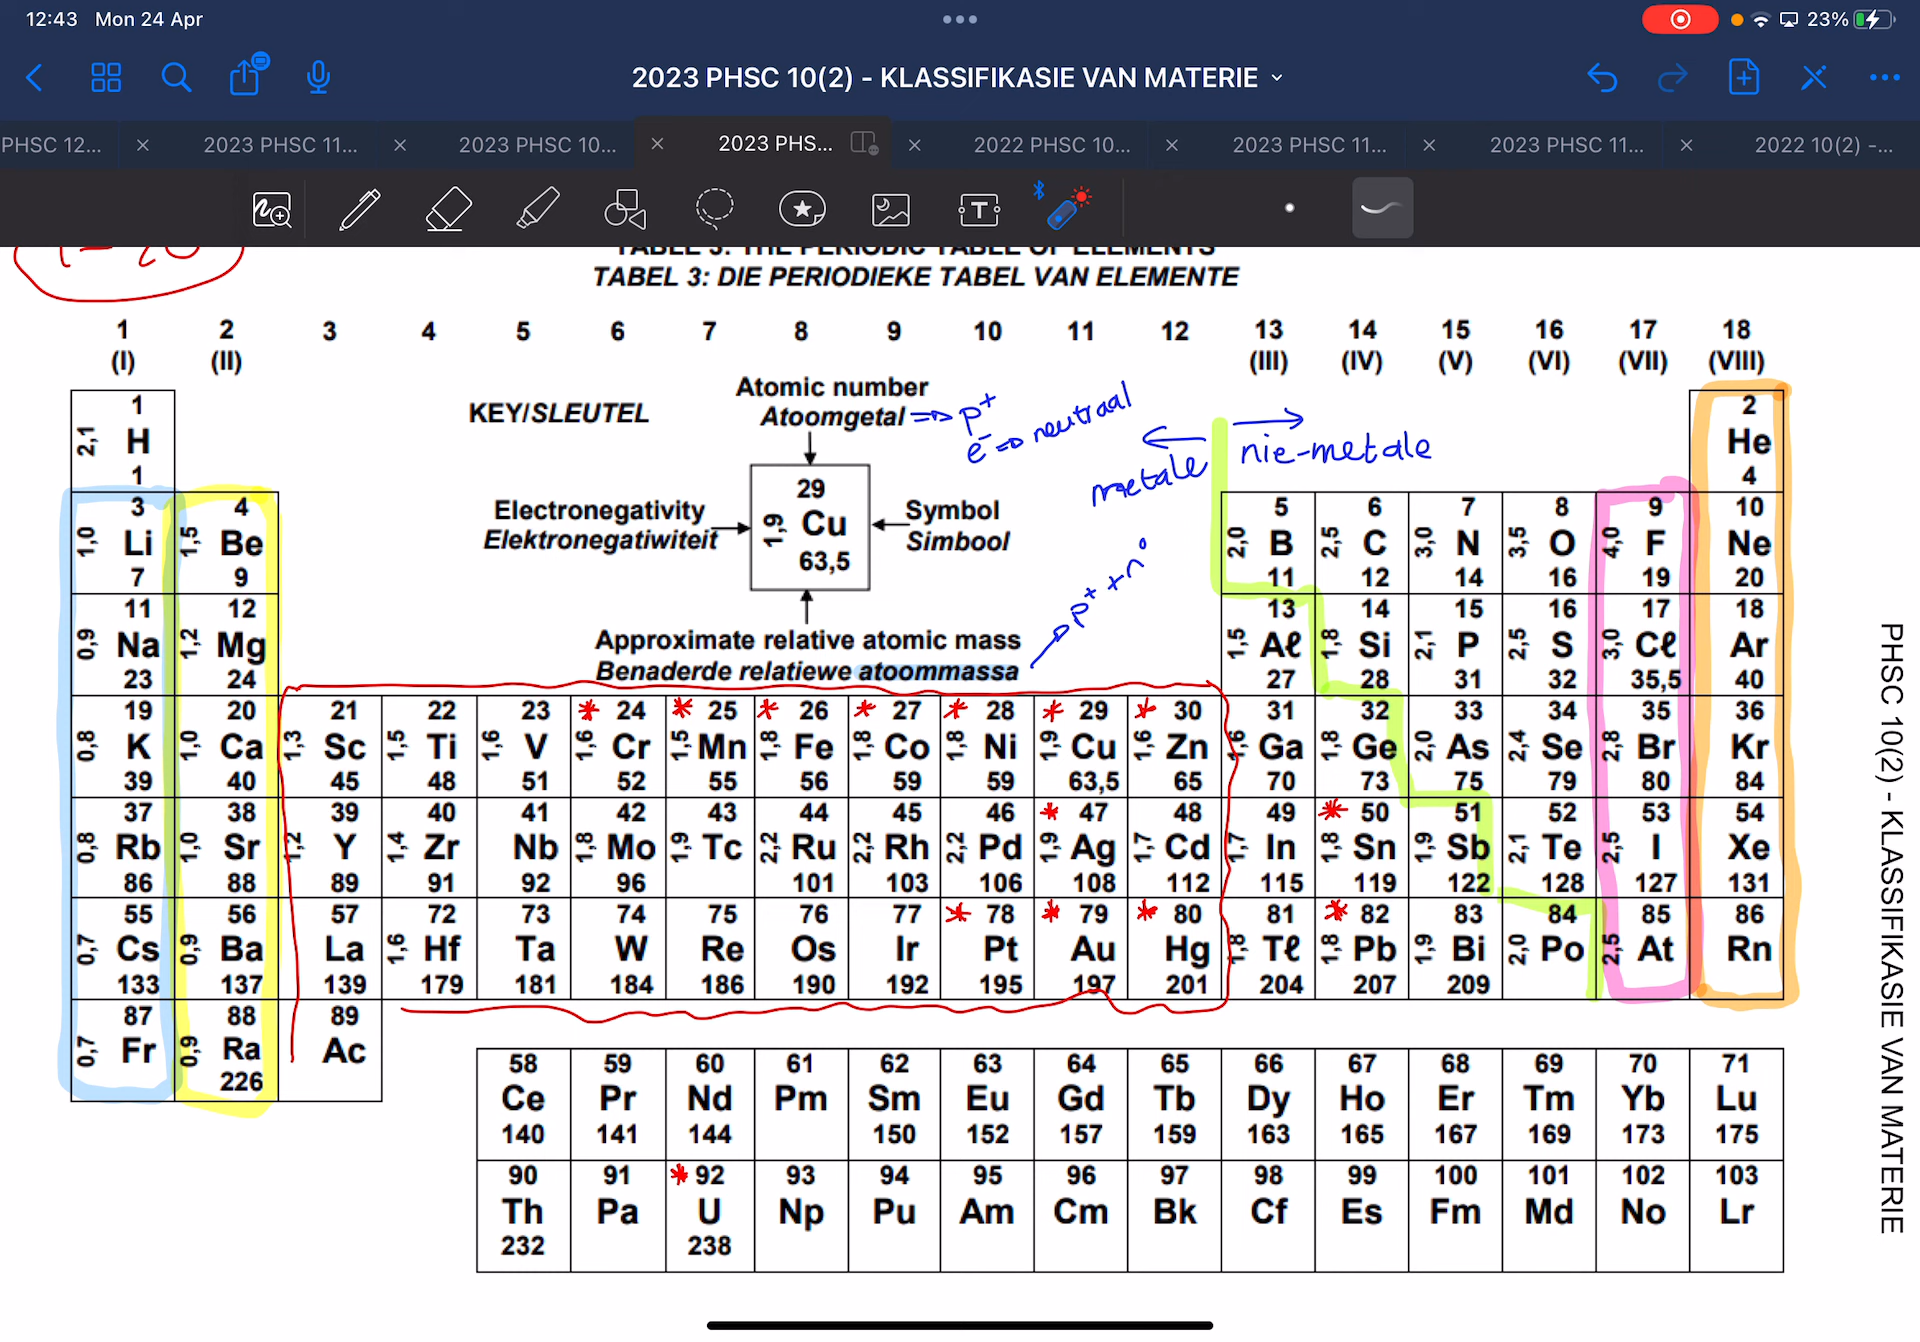 12:43 Mon 24 Apr
23%
2023 PHSC 10(2) - KLASSIFIKASIE VAN MATERIE
PHSC 12... × 2023 PHSC 11... × 2023 PHSC 10... × 2023 PHS... × 2022 PHSC 10... × 2023 PHSC 11... × 2023 PHSC 11... × 2022 10(2) -...
TABLE 3: THE PERIODIC TABLE OF ELEMENTS
TABEL 3: DIE PERIODIEKE TABEL VAN ELEMENTE
1 2 3 4 5 6 7 8 9 10 11 12 13 14 15 16 17 18
(I) (II) (III) (IV) (V) (VI) (VII) (VIII)
KEY/SLEUTEL
Atomic number
Atoomgetal ⇒ p⁺
e⁻ ⇒ neutraal
metale
nie-metale
29
1,9 Cu
63,5
Electronegativity
Elektronegatiwiteit
Symbol
Simbool
Approximate relative atomic mass
Benaderde relatiewe atoommassa
p⁺ + n°
1 2
2,1 H He
1 4
3 4 5 6 7 8 9 10
1,0 Li 1,5 Be 2,0 B 2,5 C 3,0 N 3,5 O 4,0 F Ne
7 9 11 12 14 16 19 20
11 12 13 14 15 16 17 18
0,9 Na 1,2 Mg 1,5 Aℓ 1,8 Si 2,1 P 2,5 S 3,0 Cℓ Ar
23 24 27 28 31 32 35,5 40
19 20 21 22 23 24 25 26 27 28 29 30 31 32 33 34 35 36
0,8 K 1,0 Ca 1,3 Sc 1,5 Ti 1,6 V 1,6 Cr 1,5 Mn 1,8 Fe 1,8 Co 1,8 Ni 1,9 Cu 1,6 Zn 1,6 Ga 1,8 Ge 2,0 As 2,4 Se 2,8 Br Kr
39 40 45 48 51 52 55 56 59 59 63,5 65 70 73 75 79 80 84
37 38 39 40 41 42 43 44 45 46 47 48 49 50 51 52 53 54
0,8 Rb 1,0 Sr 1,2 Y 1,4 Zr Nb 1,8 Mo 1,9 Tc 2,2 Ru 2,2 Rh 2,2 Pd 1,9 Ag 1,7 Cd 1,7 In 1,8 Sn 1,9 Sb 2,1 Te 2,5 I Xe
86 88 89 91 92 96 101 103 106 108 112 115 119 122 128 127 131
55 56 57 72 73 74 75 76 77 78 79 80 81 82 83 84 85 86
0,7 Cs 0,9 Ba La 1,6 Hf Ta W Re Os Ir Pt Au Hg 1,8 Tℓ 1,8 Pb 1,9 Bi 2,0 Po 2,5 At Rn
133 137 139 179 181 184 186 190 192 195 197 201 204 207 209
87 88 89
0,7 Fr 0,9 Ra Ac
226
58 59 60 61 62 63 64 65 66 67 68 69 70 71
Ce Pr Nd Pm Sm Eu Gd Tb Dy Ho Er Tm Yb Lu
140 141 144 150 152 157 159 163 165 167 169 173 175
90 91 92 93 94 95 96 97 98 99 100 101 102 103
Th Pa U Np Pu Am Cm Bk Cf Es Fm Md No Lr
232 238
PHSC 10(2) - KLASSIFIKASIE VAN MATERIE